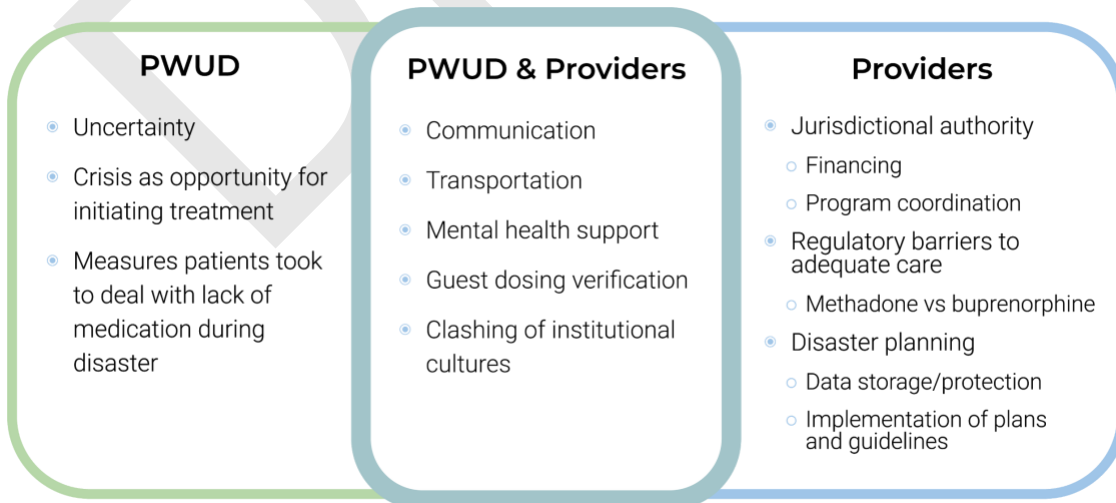 PWUD
Uncertainty
Crisis as opportunity for
initiating treatment
Measures patients took
to deal with lack of
medication during
disaster
PWUD & Providers
Communication
Transportation
Mental health support
Guest dosing verification
Clashing of institutional
cultures
Providers
Jurisdictional authority
Financing
Program coordination
Regulatory barriers to
adequate care
Methadone vs buprenorphine
Disaster planning
Data storage/protection
Implementation of plans
and guidelines